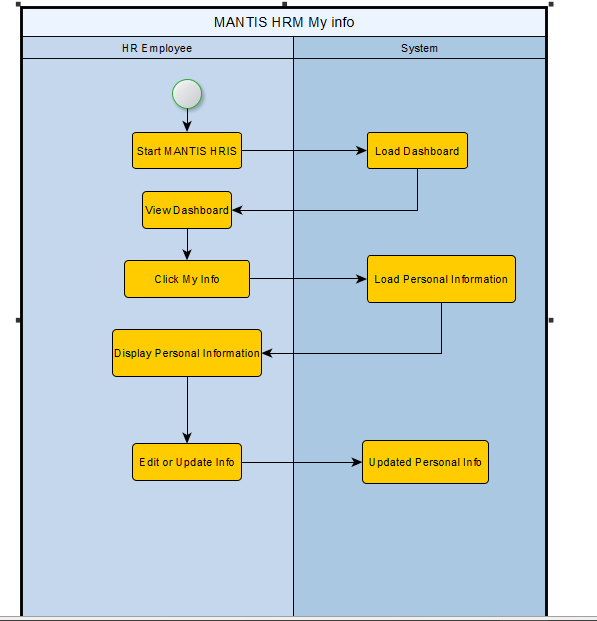 MANTIS HRM My info
HR Employee
System
Start MANTIS HRIS
Load Dashboard
View Dashboard
Click My Info
Load Personal Information
Display Personal Information
Edit or Update Info
Updated Personal Info